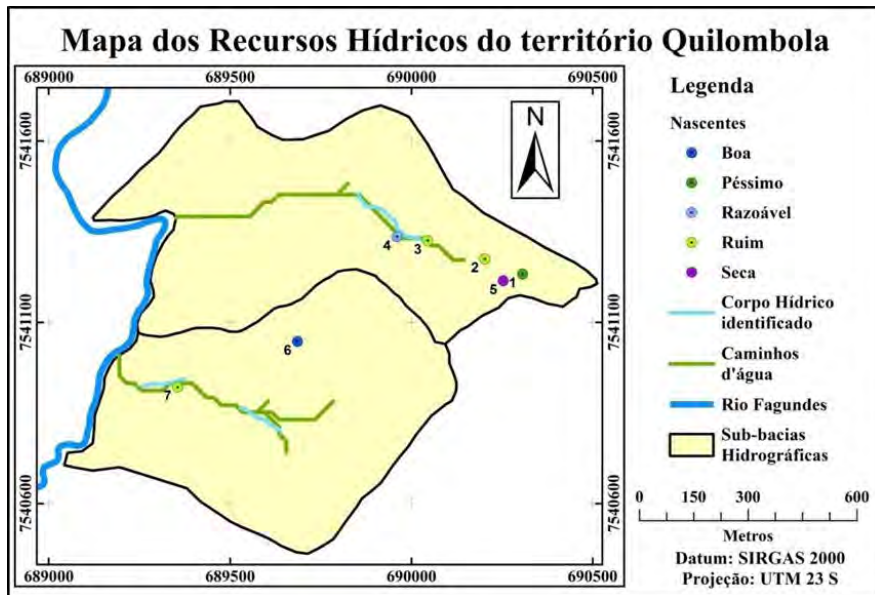 Mapa dos Recursos Hídricos do território Quilombola
689000 689500 690000 690500
7541600
7541100
7540600
7541600
7541100
7540600
N
4
3
2
5
1
6
7
689000 689500 690000 690500
Legenda
Nascentes
Boa
Péssimo
Razoável
Ruim
Seca
Corpo Hídrico
identificado
Caminhos
d'água
Rio Fagundes
Sub-bacias
Hidrográficas
0 150 300 600
Metros
Datum: SIRGAS 2000
Projeção: UTM 23 S